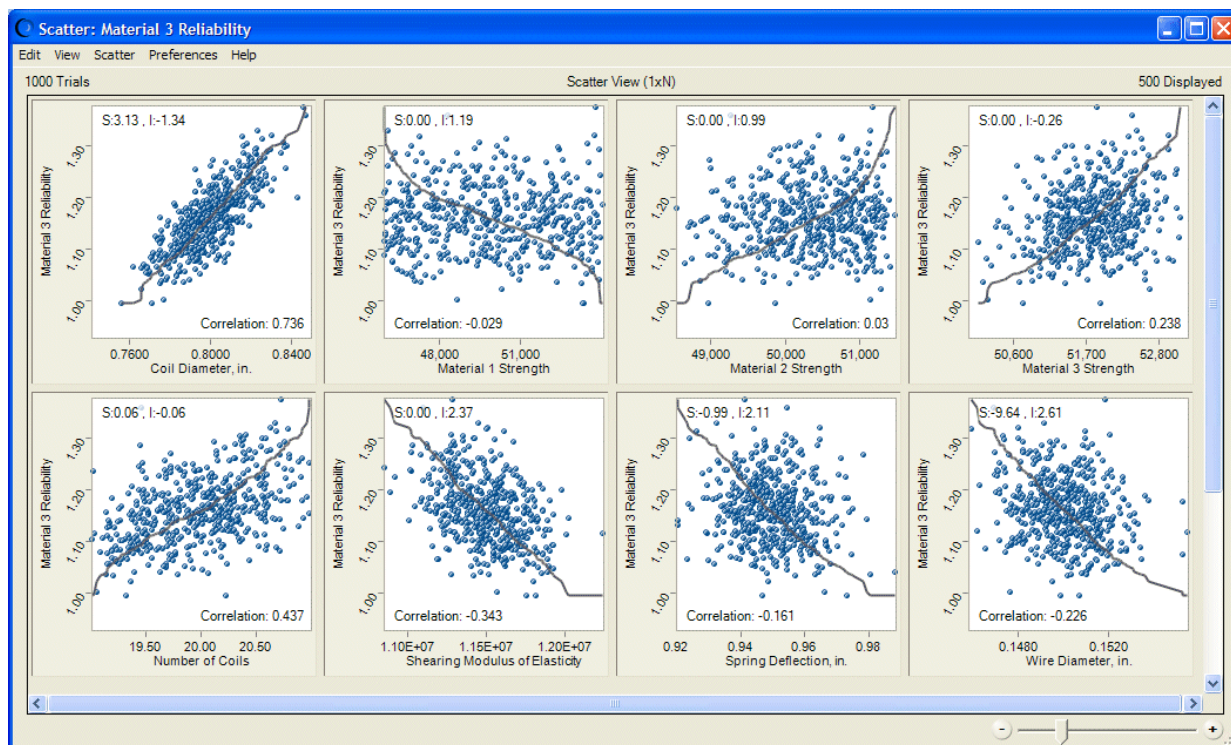 Scatter: Material 3 Reliability
Edit View Scatter Preferences Help
1000 Trials Scatter View (1xN) 500 Displayed
S:3.13 , I:-1.34
1.30
1.20
1.10
1.00
Material 3 Reliability
Correlation: 0.736
0.7600 0.8000 0.8400
Coil Diameter, in.
S:0.00 , I:1.19
1.30
1.20
1.10
1.00
Material 3 Reliability
Correlation: -0.029
48,000 51,000
Material 1 Strength
S:0.00 , I:0.99
1.30
1.20
1.10
1.00
Material 3 Reliability
Correlation: 0.03
49,000 50,000 51,000
Material 2 Strength
S:0.00 , I:-0.26
1.30
1.20
1.10
1.00
Material 3 Reliability
Correlation: 0.238
50,600 51,700 52,800
Material 3 Strength
S:0.06 , I:-0.06
1.30
1.20
1.10
1.00
Material 3 Reliability
Correlation: 0.437
19.50 20.00 20.50
Number of Coils
S:0.00 , I:2.37
1.30
1.20
1.10
1.00
Material 3 Reliability
Correlation: -0.343
1.10E+07 1.15E+07 1.20E+07
Shearing Modulus of Elasticity
S:-0.99 , I:2.11
1.30
1.20
1.10
1.00
Material 3 Reliability
Correlation: -0.161
0.92 0.94 0.96 0.98
Spring Deflection, in.
S:-9.64 , I:2.61
1.30
1.20
1.10
1.00
Material 3 Reliability
Correlation: -0.226
0.1480 0.1520
Wire Diameter, in.